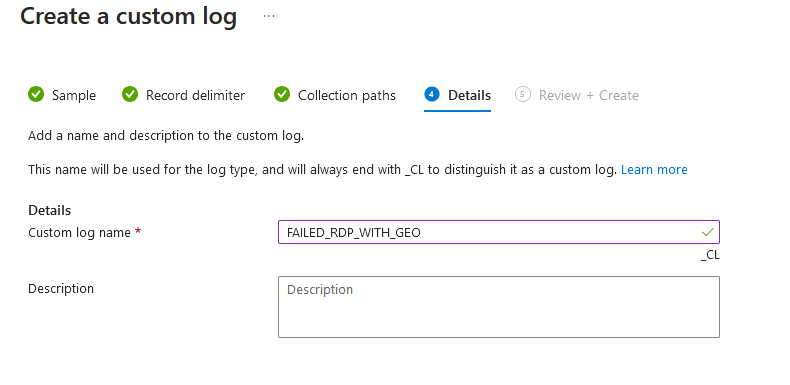 Create a custom log ...
Sample Record delimiter Collection paths 4 Details 5 Review + Create
Add a name and description to the custom log.
This name will be used for the log type, and will always end with _CL to distinguish it as a custom log. Learn more
Details
Custom log name * FAILED_RDP_WITH_GEO
_CL
Description Description